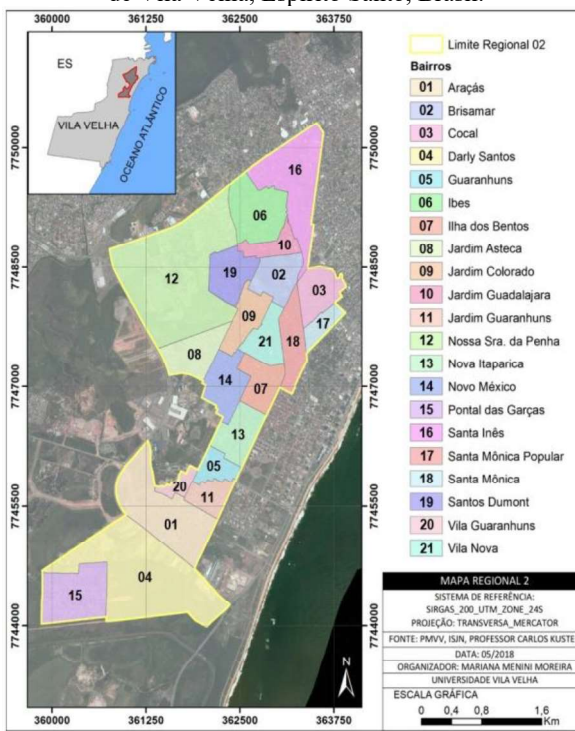 de Vila Velha, Espírito Santo, Brasil.
360000 361250 362500 363750
ES
VILA VELHA
OCEANO ATLÂNTICO
7750000
7748500
7747000
7745500
7744000
7750000
7748500
7747000
7745500
7744000
16
06
10
12
19
02
03
09
17
21
18
08
14
07
13
05
20
11
01
04
15
N
360000 361250 362500 363750
Limite Regional 02
Bairros
01 Araçás
02 Brisamar
03 Cocal
04 Darly Santos
05 Guaranhuns
06 Ibes
07 Ilha dos Bentos
08 Jardim Asteca
09 Jardim Colorado
10 Jardim Guadalajara
11 Jardim Guaranhuns
12 Nossa Sra. da Penha
13 Nova Itaparica
14 Novo México
15 Pontal das Garças
16 Santa Inês
17 Santa Mônica Popular
18 Santa Mônica
19 Santos Dumont
20 Vila Guaranhuns
21 Vila Nova
MAPA REGIONAL 2
SISTEMA DE REFERÊNCIA:
SIRGAS_200_UTM_ZONE_24S
PROJEÇÃO: TRANSVERSA_MERCATOR
FONTE: PMVV, ISIN, PROFESSOR CARLOS KUSTER
DATA: 05/2018
ORGANIZADOR: MARIANA MENINI MOREIRA
UNIVERSIDADE VILA VELHA
ESCALA GRÁFICA
0 0,4 0,8 1,6
Km